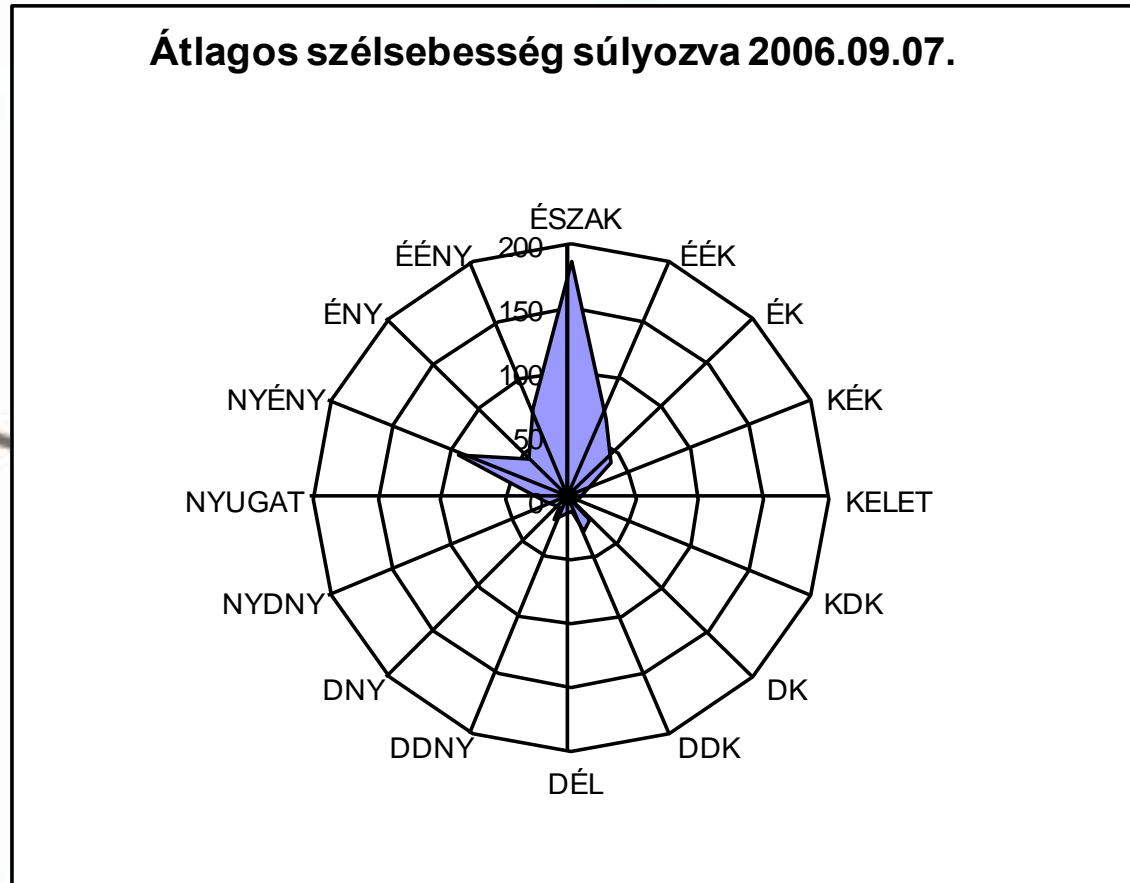 Átlagos szélsebesség súlyozva 2006.09.07.
ÉSZAK
ÉÉK
ÉK
KÉK
KELET
KDK
DK
DDK
DÉL
DDNY
DNY
NYDNY
NYUGAT
NYÉNY
ÉNY
ÉÉNY
200
150
100
50
0